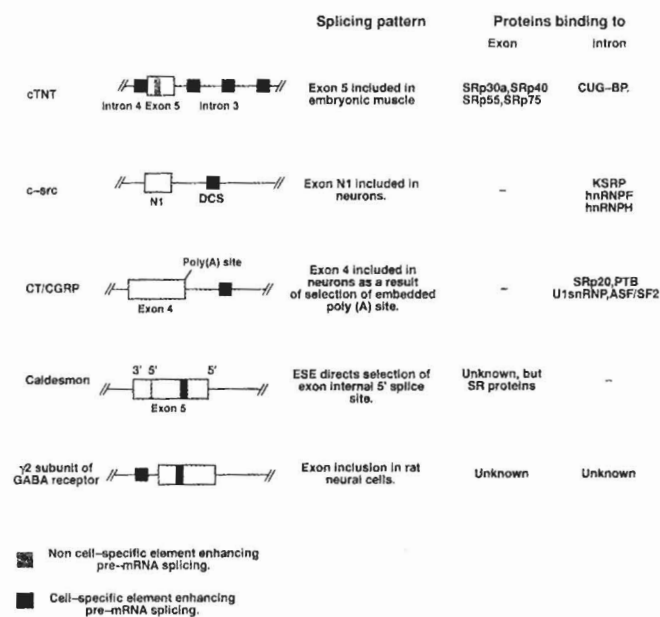 Splicing pattern
Proteins binding to
Exon
Intron
cTNT
Intron 4 Exon 5
Intron 3
Exon 5 included in
embryonic muscle
SRp30a,SRp40
SRp55,SRp75
CUG-BP.
c-src
N1
DCS
Exon N1 included in
neurons.
-
KSRP
hnRNPF
hnRNPH
CT/CGRP
Poly(A) site
Exon 4
Exon 4 included in
neurons as a result
of selection of embedded
poly (A) site.
-
SRp20,PTB
U1snRNP,ASF/SF2
Caldesmon
3' 5' 5'
Exon 5
ESE directs selection of
exon internal 5' splice
site.
Unknown, but
SR proteins
-
γ2 subunit of
GABA receptor
Exon inclusion in rat
neural cells.
Unknown
Unknown
Non cell-specific element enhancing
pre--mRNA splicing.
Cell-specific element enhancing
pre-mRNA splicing.